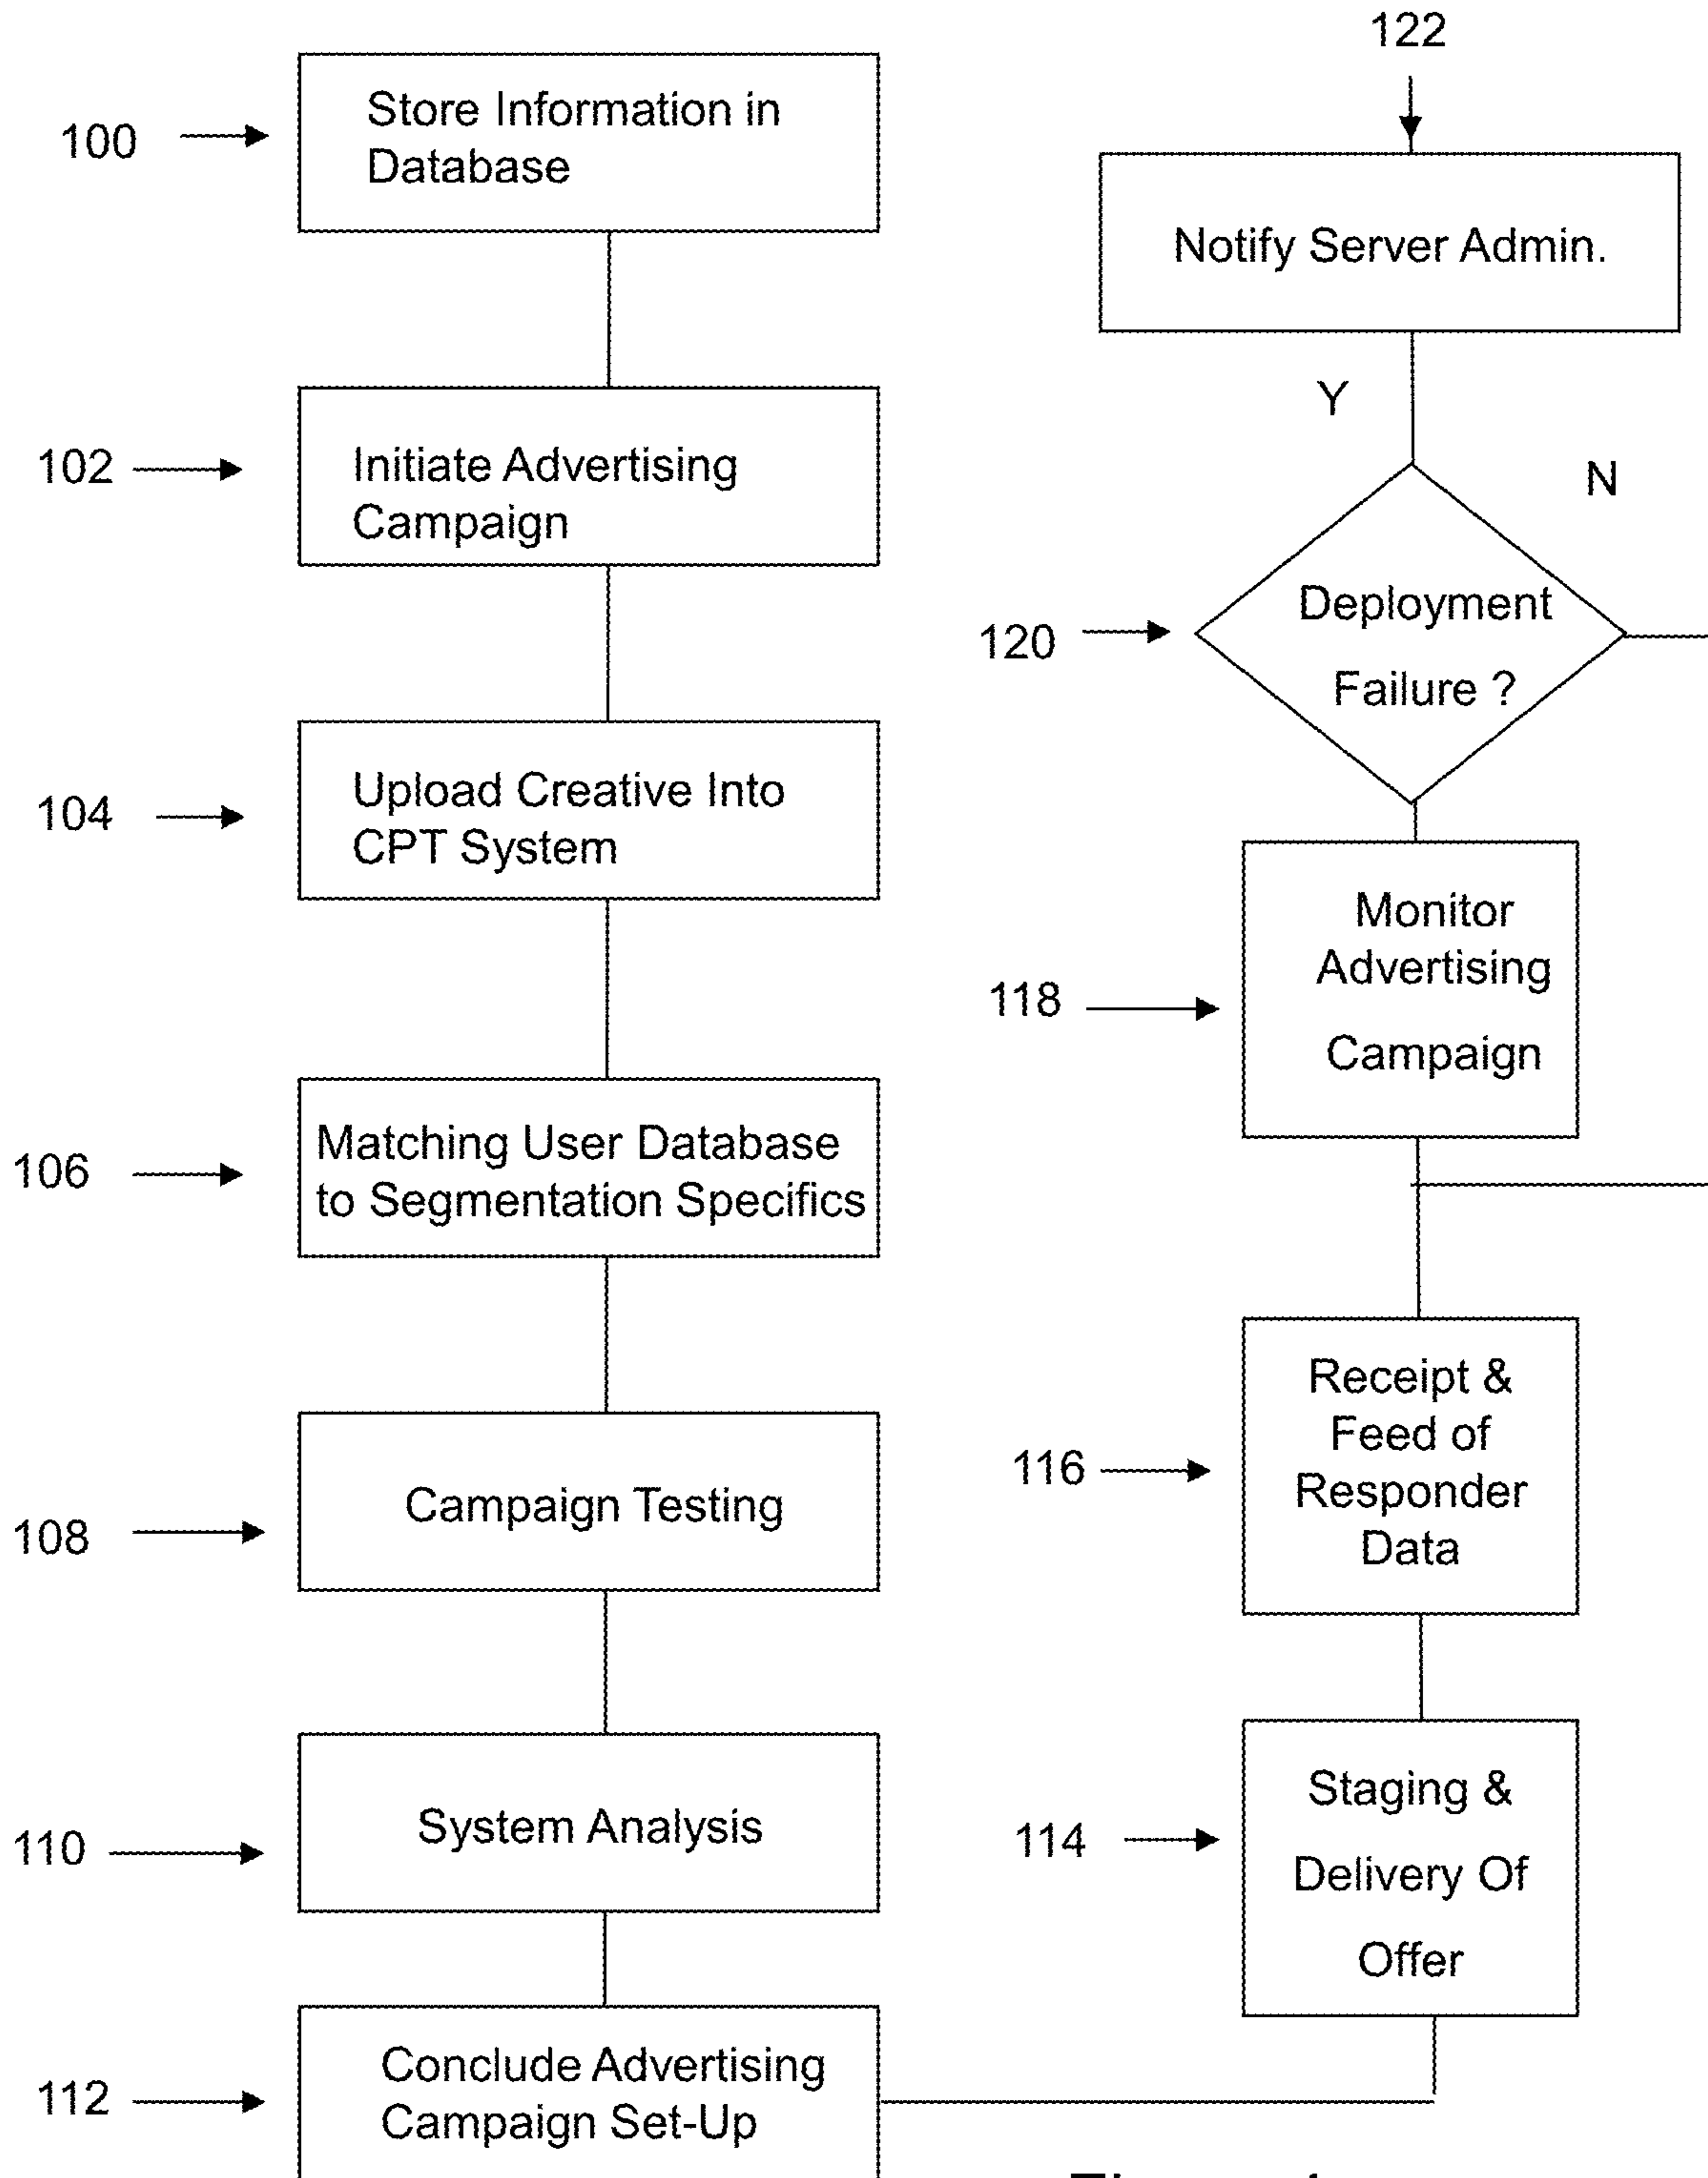 100
Store Information in
Database
102
Initiate Advertising
Campaign
104
Upload Creative Into
CPT System
106
Matching User Database
to Segmentation Specifics
108
Campaign Testing
110
System Analysis
112
Conclude Advertising
Campaign Set-Up
122
Notify Server Admin.
Y
N
120
Deployment
Failure ?
118
Monitor
Advertising
Campaign
116
Receipt &
Feed of
Responder
Data
114
Staging &
Delivery Of
Offer